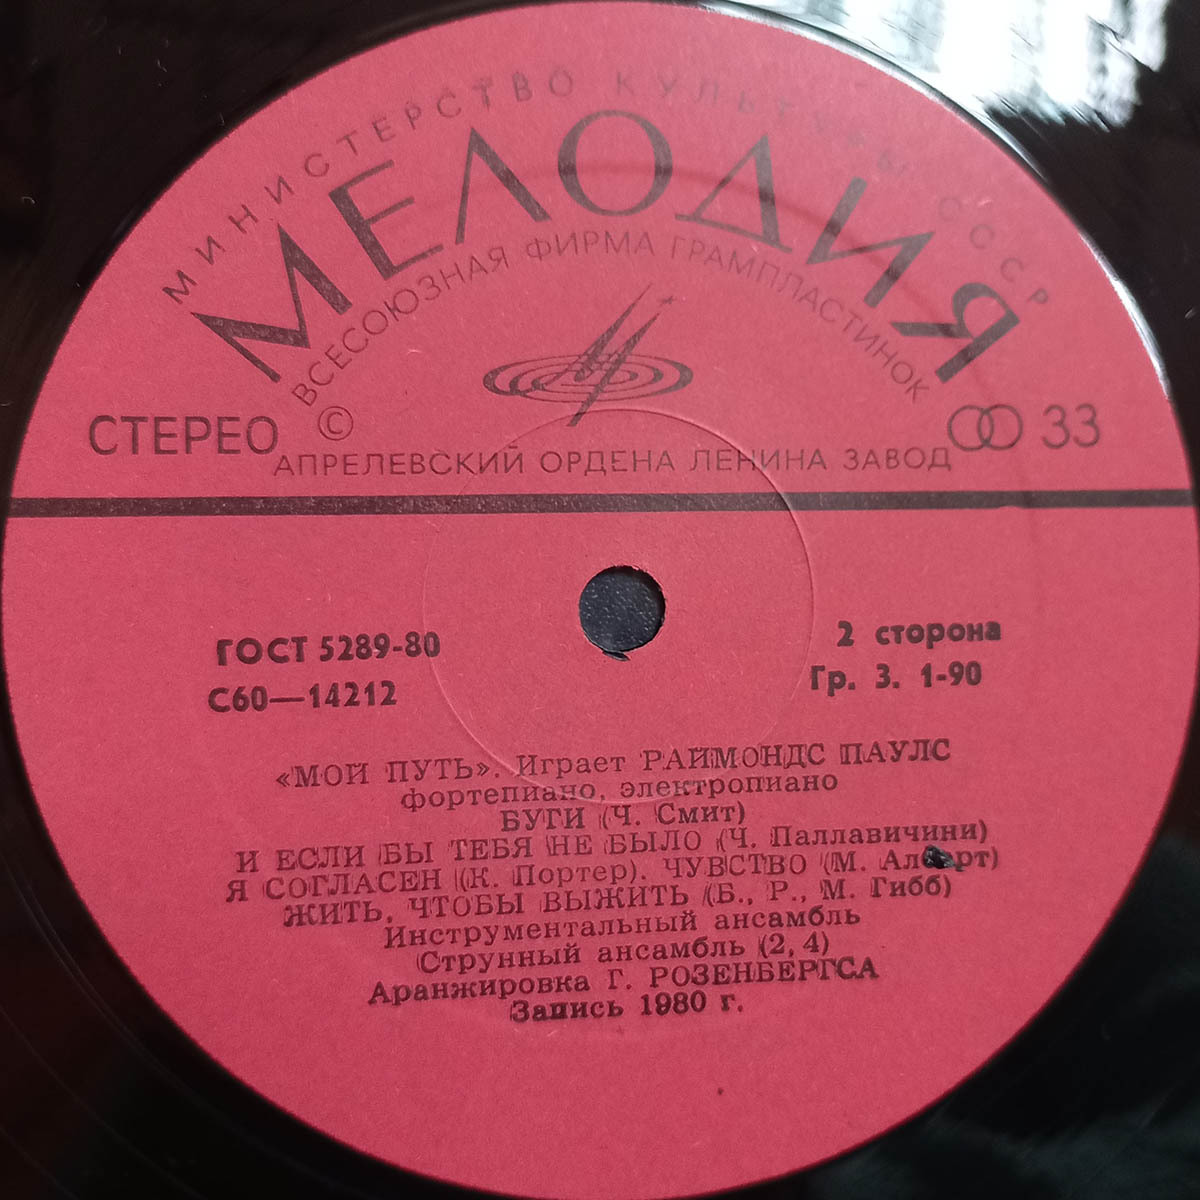 МИНИСТЕРСТВО КУЛЬТУРЫ СССР
МЕЛОДИЯ
ВСЕСОЮЗНАЯ ФИРМА ГРАМПЛАСТИНОК
СТЕРЕО © 33
АПРЕЛЕВСКИЙ ОРДЕНА ЛЕНИНА ЗАВОД
ГОСТ 5289-80
С60—14212
2 сторона
Гр. 3. 1-90
«МОЙ ПУТЬ». Играет РАЙМОНДС ПАУЛС
фортепиано, электропиано
БУГИ (Ч. Смит)
И ЕСЛИ БЫ ТЕБЯ НЕ БЫЛО (Ч. Паллавичини)
Я СОГЛАСЕН (К. Портер). ЧУВСТВО (М.
ЖИТЬ, ЧТОБЫ ВЫЖИТЬ (Б., Р., М. Гибб)
Инструментальный ансамбль
Струнный ансамбль (2, 4)
Аранжировка Г. РОЗЕНБЕРГСА
Запись 1980 г.